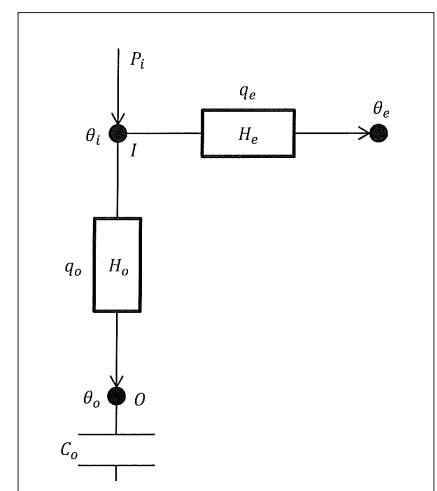 P_i
q_e
θ_e
θ_i
I
H_e
q_o
H_o
θ_o O
C_o